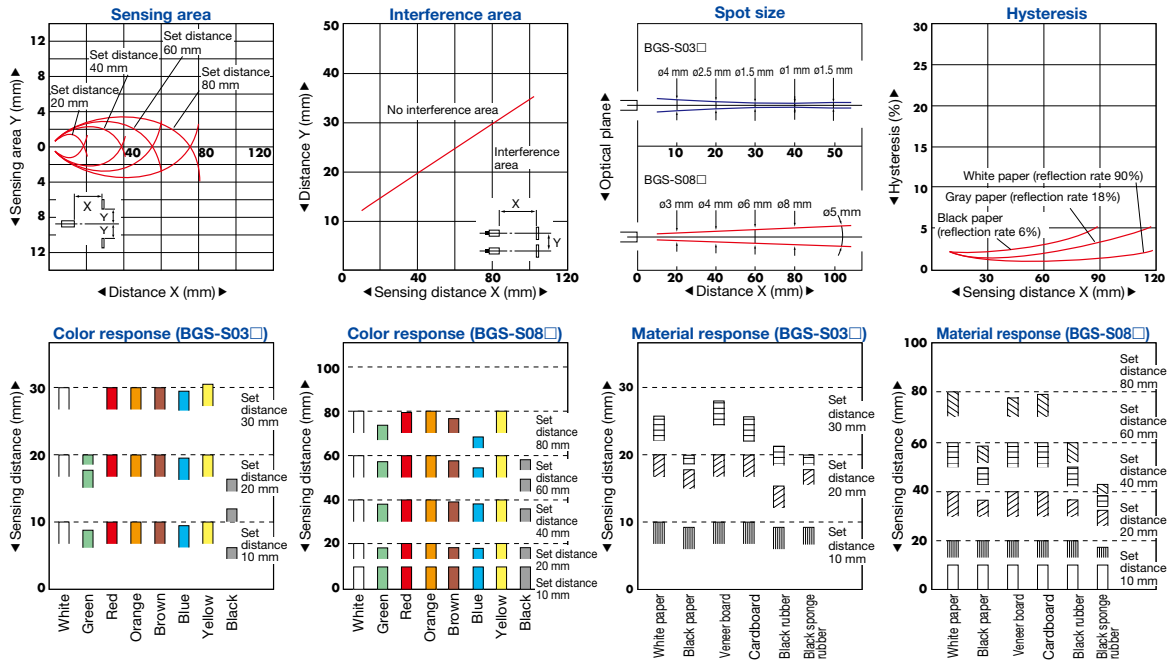 Sensing area
◄ Sensing area Y (mm) ►
12
8
4
0
4
8
12
40
80
120
Set distance
20 mm
Set distance
40 mm
Set distance
60 mm
Set distance
80 mm
X
Y
Y
◄ Distance X (mm) ►
Interference area
◄ Distance Y (mm) ►
50
40
30
20
10
0
40
80
120
No interference area
Interference
area
X
Y
◄ Sensing distance X (mm) ►
Spot size
◄ Optical plane ►
BGS-S03□
ø4 mm
ø2.5 mm
ø1.5 mm
ø1 mm
ø1.5 mm
10
20
30
40
50
BGS-S08□
ø3 mm
ø4 mm
ø6 mm
ø8 mm
ø5 mm
20
40
60
80
100
◄ Distance X (mm) ►
Hysteresis
◄ Hysteresis (%) ►
30
25
20
15
10
5
0
30
60
90
120
White paper (reflection rate 90%)
Gray paper (reflection rate 18%)
Black paper
(reflection rate 6%)
◄ Sensing distance X (mm) ►
Color response (BGS-S03□)
◄ Sensing distance (mm) ►
30
20
10
0
Set
distance
30 mm
Set
distance
20 mm
Set
distance
10 mm
White
Green
Red
Orange
Brown
Blue
Yellow
Black
Color response (BGS-S08□)
◄ Sensing distance (mm) ►
100
80
60
40
20
0
Set
distance
80 mm
Set
distance
60 mm
Set
distance
40 mm
Set distance
20 mm
Set distance
10 mm
White
Green
Red
Orange
Brown
Blue
Yellow
Black
Material response (BGS-S03□)
◄ Sensing distance (mm) ►
30
20
10
0
Set
distance
30 mm
Set
distance
20 mm
Set
distance
10 mm
White paper
Black paper
Veneer board
Cardboard
Black rubber
Black sponge
rubber
Material response (BGS-S08□)
◄ Sensing distance (mm) ►
100
80
60
40
20
0
Set
distance
80 mm
Set
distance
60 mm
Set
distance
40 mm
Set
distance
20 mm
Set
distance
10 mm
White paper
Black paper
Veneer board
Cardboard
Black rubber
Black sponge
rubber